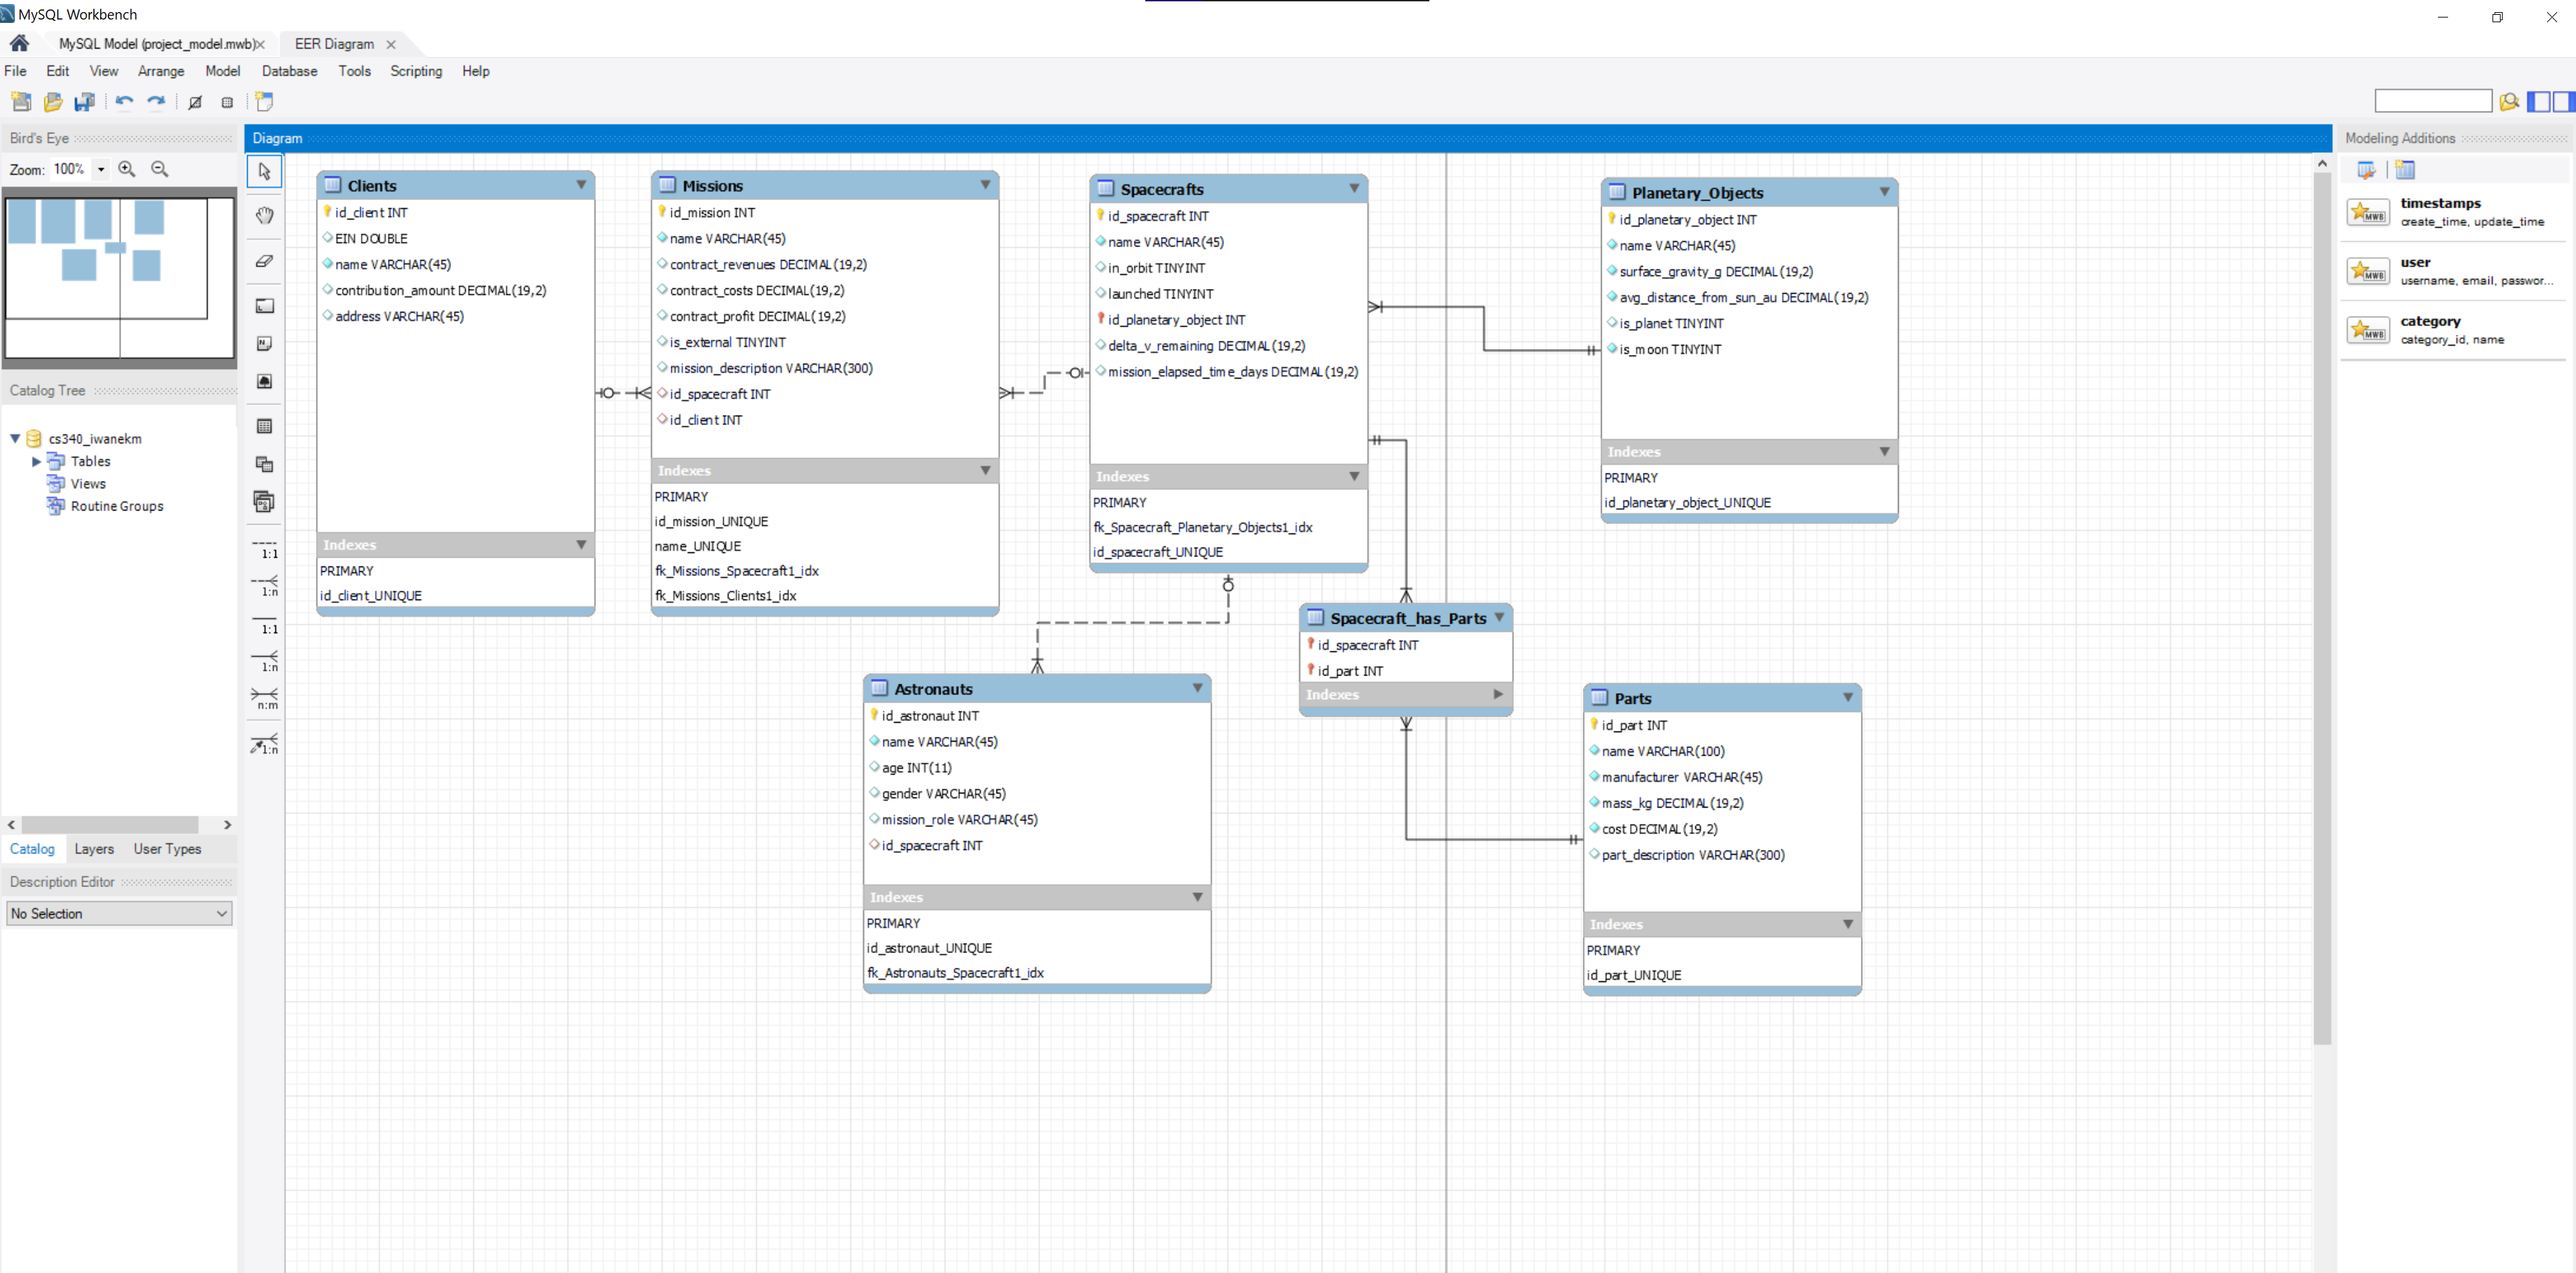 MySQL Workbench
MySQL Model (project_model.mwb)
EER Diagram
File Edit View Arrange Model Database Tools Scripting Help
Bird's Eye
Zoom: 100%
Catalog Tree
cs340_iwanekm
Tables
Views
Routine Groups
Catalog Layers User Types
Description Editor
No Selection
Diagram
1:1
1:n
1:1
1:n
n:m
1:n
Clients
id_client INT
EIN DOUBLE
name VARCHAR(45)
contribution_amount DECIMAL(19,2)
address VARCHAR(45)
Indexes
PRIMARY
id_client_UNIQUE
Missions
id_mission INT
name VARCHAR(45)
contract_revenues DECIMAL(19,2)
contract_costs DECIMAL(19,2)
contract_profit DECIMAL(19,2)
is_external TINYINT
mission_description VARCHAR(300)
id_spacecraft INT
id_client INT
Indexes
PRIMARY
id_mission_UNIQUE
name_UNIQUE
fk_Missions_Spacecraft1_idx
fk_Missions_Clients1_idx
Spacecrafts
id_spacecraft INT
name VARCHAR(45)
in_orbit TINYINT
launched TINYINT
id_planetary_object INT
delta_v_remaining DECIMAL(19,2)
mission_elapsed_time_days DECIMAL(19,2)
Indexes
PRIMARY
fk_Spacecraft_Planetary_Objects1_idx
id_spacecraft_UNIQUE
Planetary_Objects
id_planetary_object INT
name VARCHAR(45)
surface_gravity_g DECIMAL(19,2)
avg_distance_from_sun_au DECIMAL(19,2)
is_planet TINYINT
is_moon TINYINT
Indexes
PRIMARY
id_planetary_object_UNIQUE
Spacecraft_has_Parts
id_spacecraft INT
id_part INT
Indexes
Astronauts
id_astronaut INT
name VARCHAR(45)
age INT(11)
gender VARCHAR(45)
mission_role VARCHAR(45)
id_spacecraft INT
Indexes
PRIMARY
id_astronaut_UNIQUE
fk_Astronauts_Spacecraft1_idx
Parts
id_part INT
name VARCHAR(100)
manufacturer VARCHAR(45)
mass_kg DECIMAL(19,2)
cost DECIMAL(19,2)
part_description VARCHAR(300)
Indexes
PRIMARY
id_part_UNIQUE
Modeling Additions
MWB
timestamps
create_time, update_time
MWB
user
username, email, passwor...
MWB
category
category_id, name